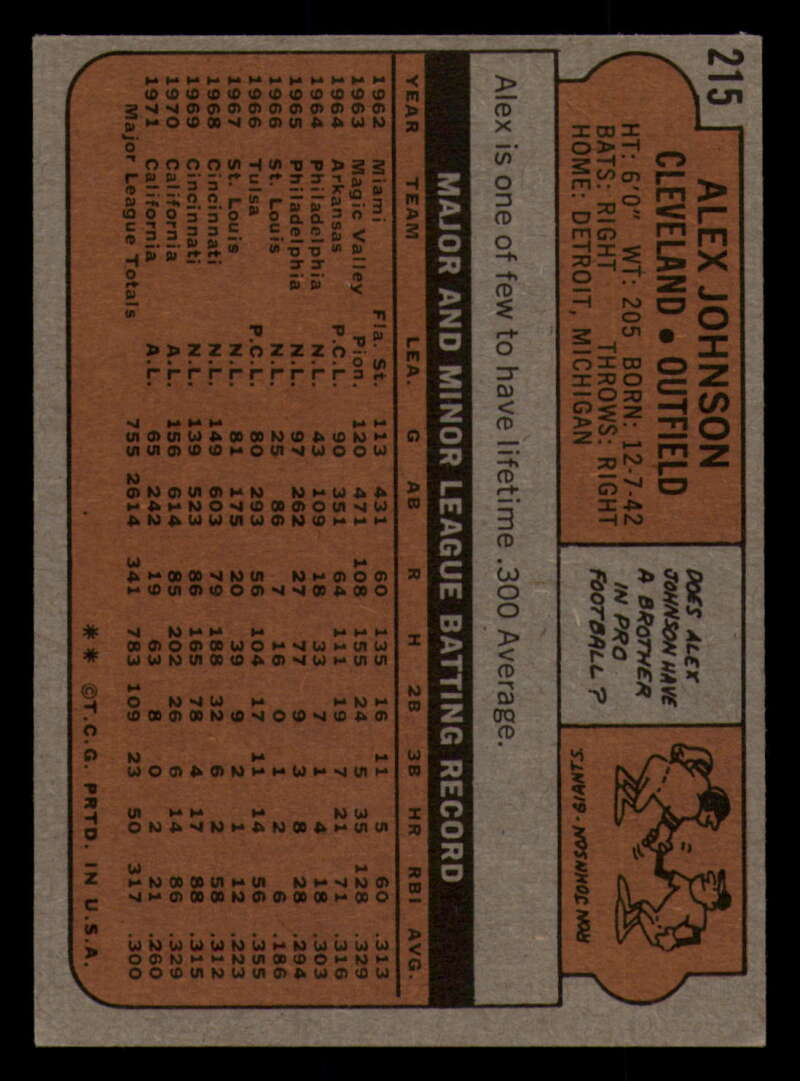 215
ALEX JOHNSON
CLEVELAND • OUTFIELD
HT: 6'0" WT: 205 BORN: 12-7-42
BATS: RIGHT THROWS: RIGHT
HOME: DETROIT, MICHIGAN
DOES ALEX
JOHNSON HAVE
A BROTHER
IN PRO
FOOTBALL?
RON JOHNSON - GIANTS
Alex is one of few to have lifetime .300 Average.
MAJOR AND MINOR LEAGUE BATTING RECORD
YEAR TEAM LEA. G AB R H 2B 3B HR RBI AVG.
1962 Miami Fla. St. 113 431 60 135 16 11 5 60 .313
1963 Magic Valley Pion. 120 471 108 155 24 5 35 128 .329
1964 Arkansas P.C.L. 90 351 64 111 19 7 21 71 .316
1964 Philadelphia N.L. 43 109 18 33 7 1 4 18 .303
1965 Philadelphia N.L. 97 262 27 77 9 3 8 28 .294
1966 St. Louis N.L. 25 86 7 16 0 1 2 6 .186
1966 Tulsa P.C.L. 80 293 56 104 17 11 14 56 .355
1967 St. Louis N.L. 81 175 20 39 9 2 1 12 .223
1968 Cincinnati N.L. 149 603 79 188 32 6 2 58 .312
1969 Cincinnati N.L. 139 523 86 165 78 4 17 88 .315
1970 California A.L. 156 614 85 202 26 6 14 86 .329
1971 California A.L. 65 242 19 63 8 0 2 21 .260
Major League Totals 755 2614 341 783 109 23 50 317 .300
** ©T.C.G. PRTD. IN U.S.A.